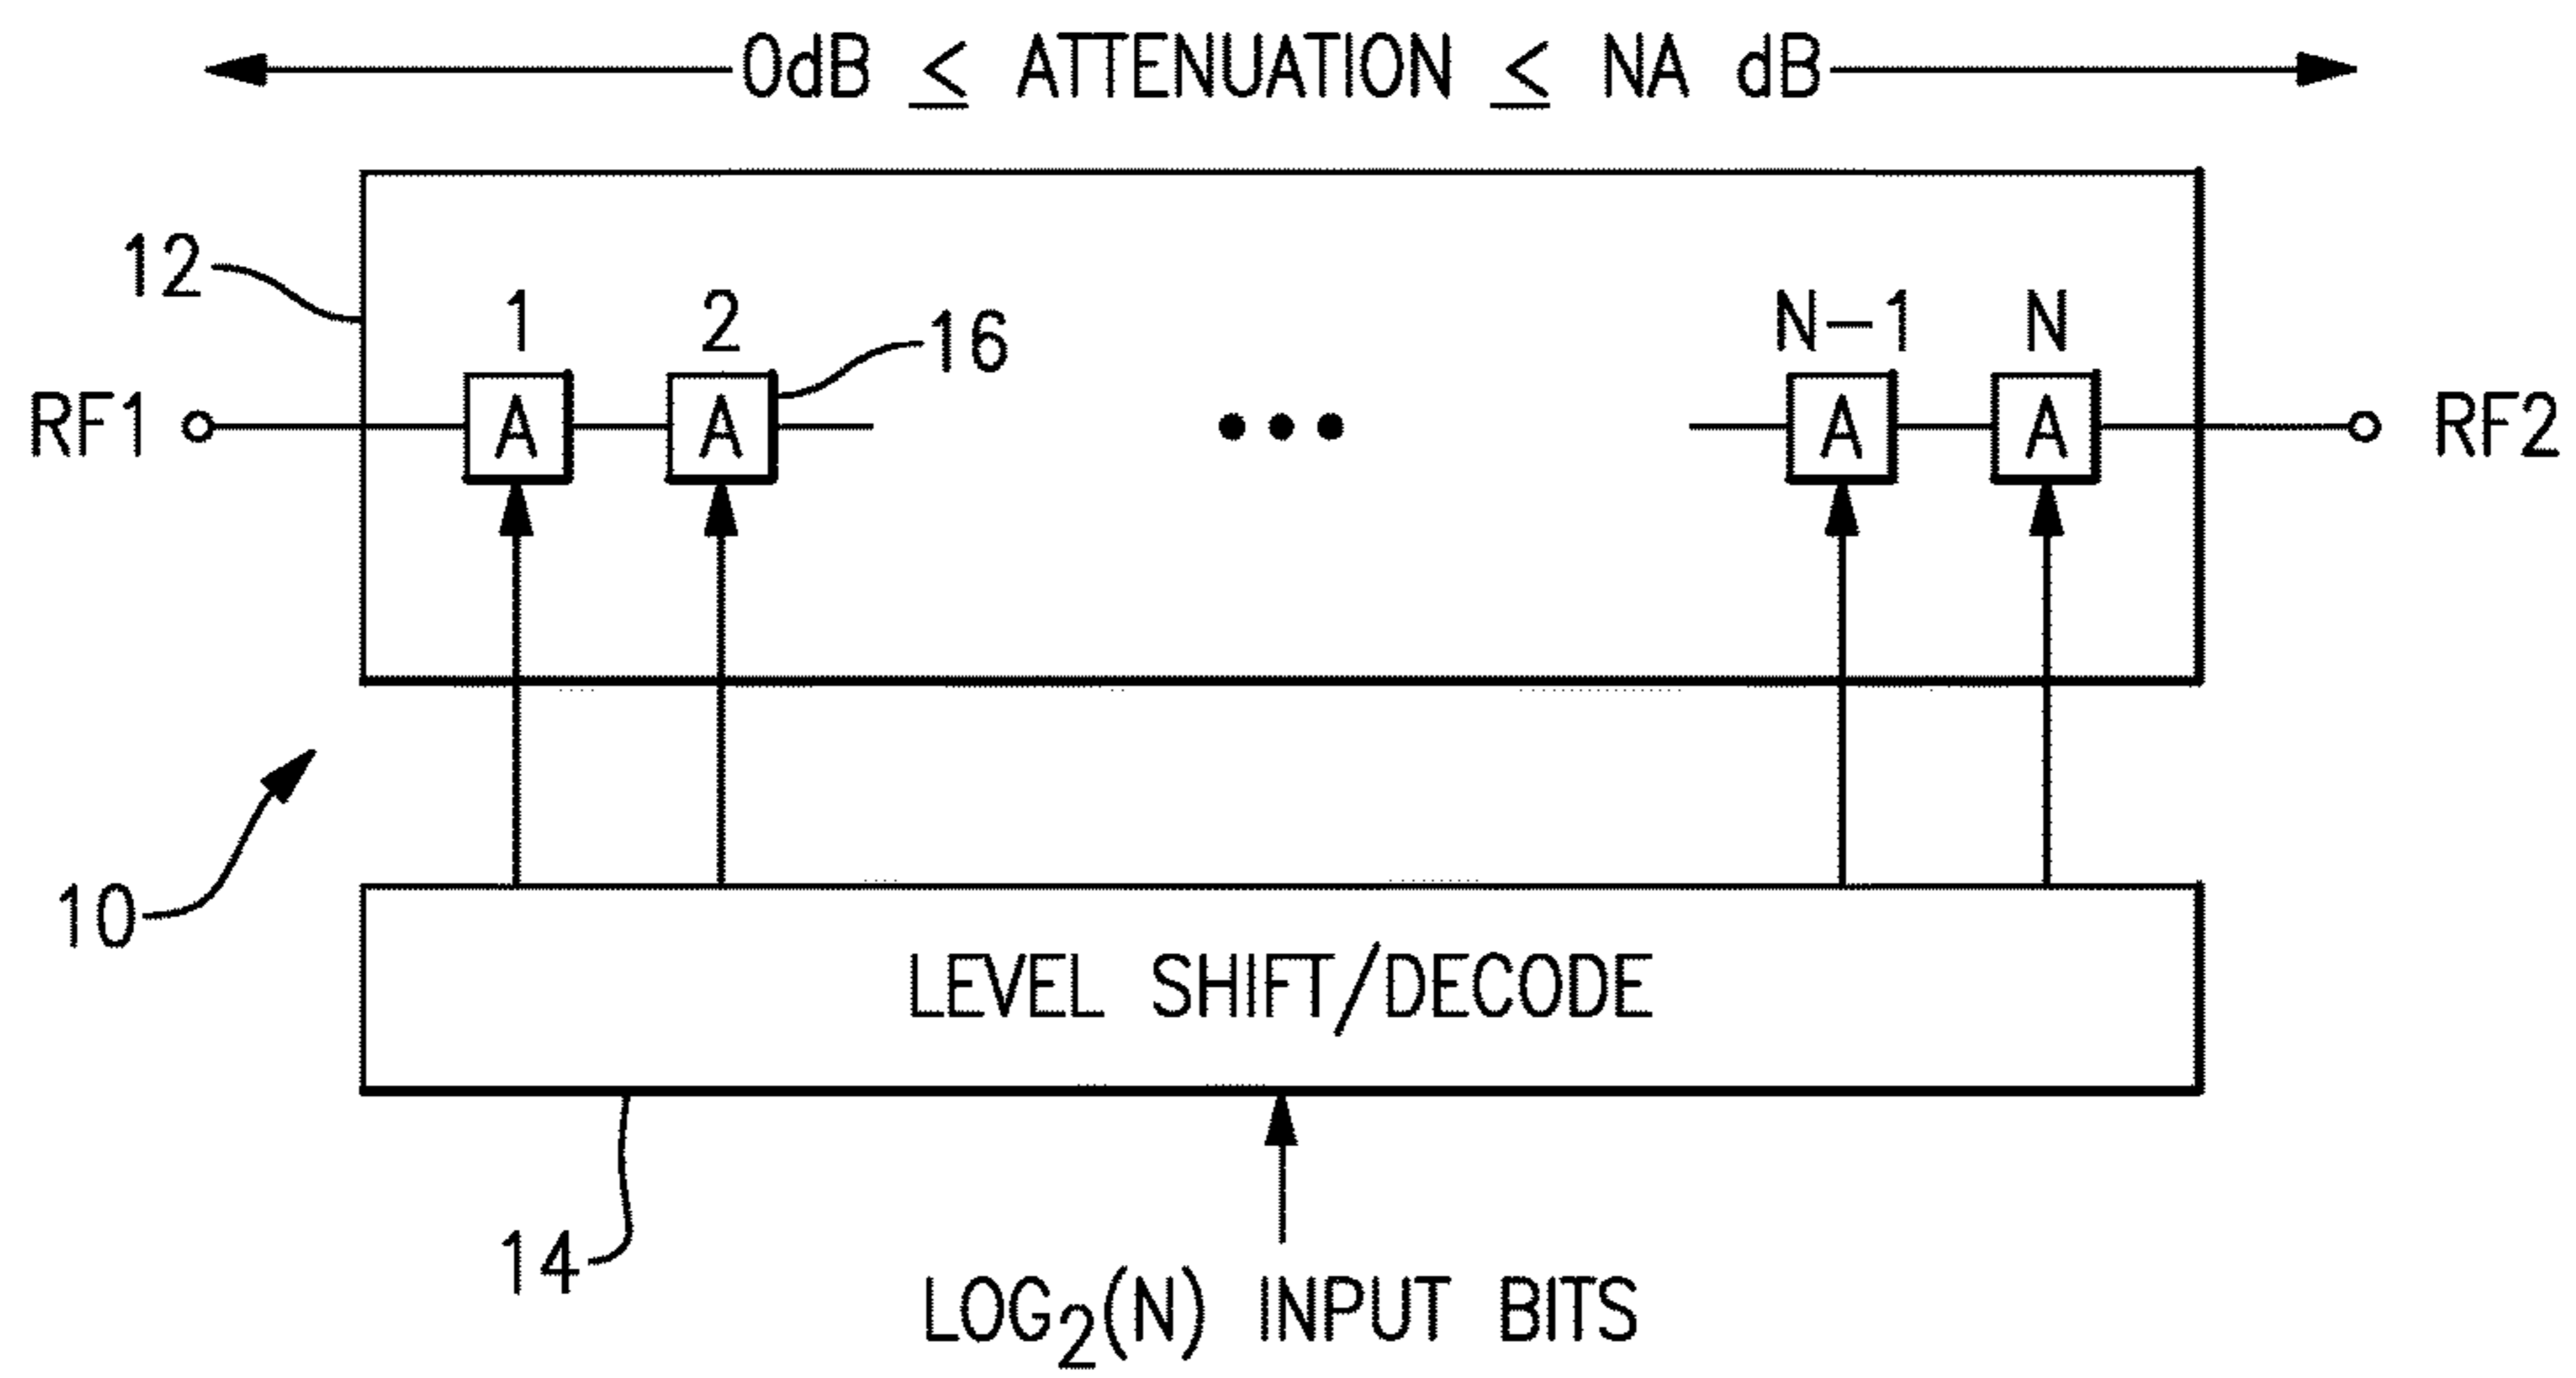 0dB ≤ ATTENUATION ≤ NA dB
12
1
2
16
N-1
N
RF1
A
A
•••
A
A
RF2
10
LEVEL SHIFT/DECODE
14
LOG₂(N) INPUT BITS